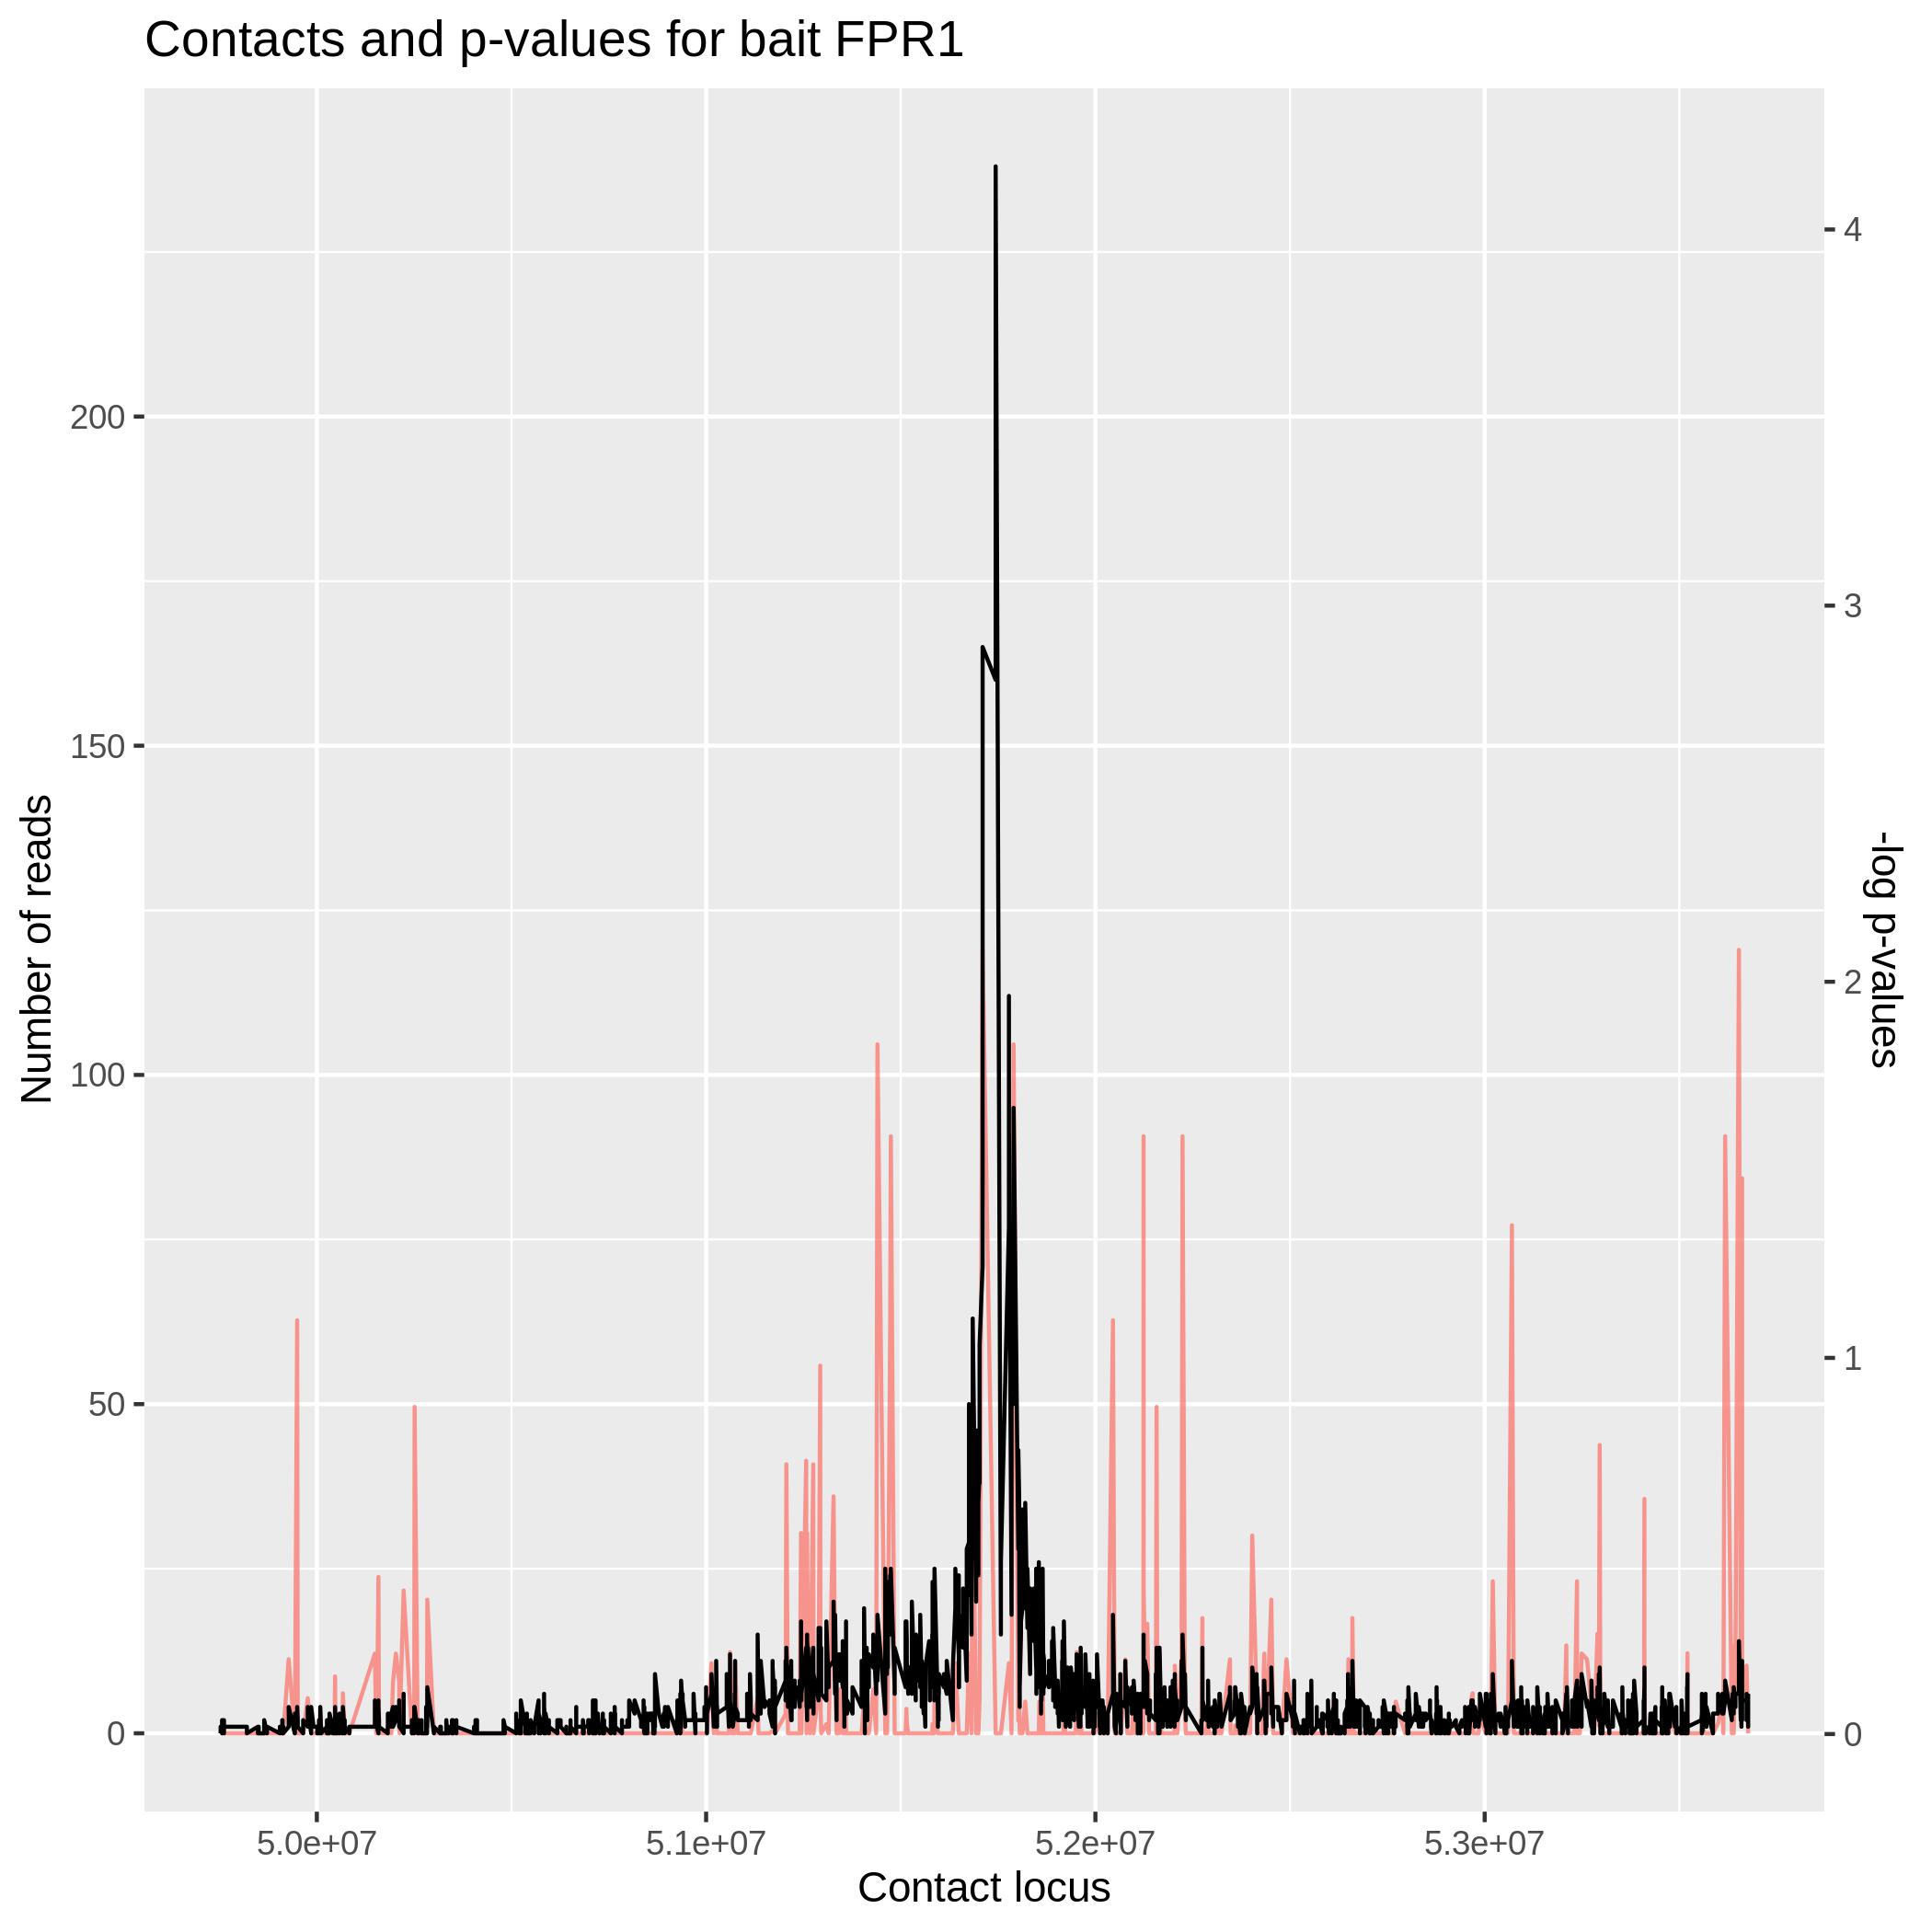 Contacts and p-values for bait FPR1
Number of reads
200
150
100
50
0
4
3
2
1
0
-log p-values
5.0e+07
5.1e+07
5.2e+07
5.3e+07
Contact locus